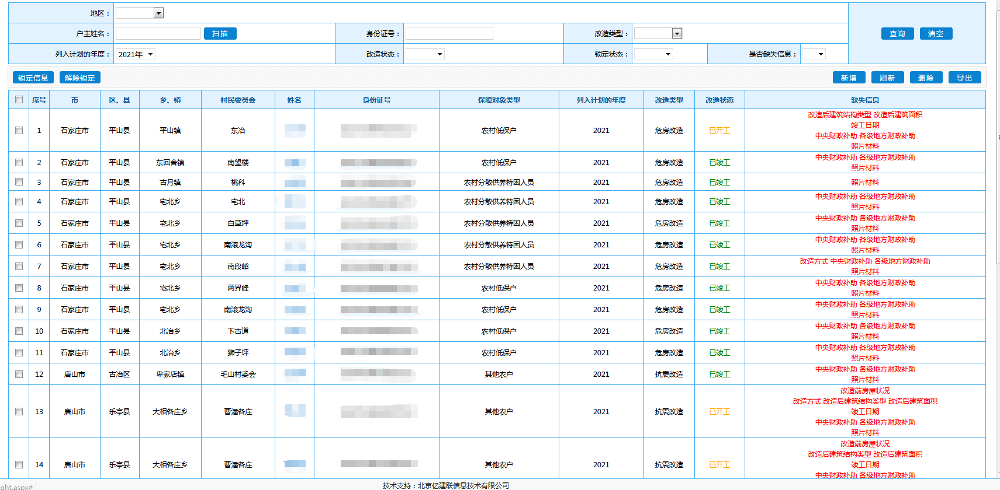 地区：
户主姓名： 扫描 身份证号： 改造类型： 查询 清空
列入计划的年度： 2021年 改造状态： 锁定状态： 是否缺失信息：
锁定信息 解除锁定 新增 刷新 删除 导出
序号 市 区、县 乡、镇 村民委员会 姓名 身份证号 保障对象类型 列入计划的年度 改造类型 改造状态 缺失信息
1 石家庄市 平山县 平山镇 东冶 农村低保户 2021 危房改造 已开工 改造后建筑结构类型 改造后建筑面积
竣工日期
中央财政补助 各级地方财政补助
照片材料
2 石家庄市 平山县 东回舍镇 南望楼 农村低保户 2021 危房改造 已竣工 中央财政补助 各级地方财政补助
照片材料
3 石家庄市 平山县 古月镇 桃科 农村分散供养特困人员 2021 危房改造 已竣工 照片材料
4 石家庄市 平山县 宅北乡 宅北 农村分散供养特困人员 2021 危房改造 已竣工 中央财政补助 各级地方财政补助
照片材料
5 石家庄市 平山县 宅北乡 白草坪 农村分散供养特困人员 2021 危房改造 已竣工 中央财政补助 各级地方财政补助
照片材料
6 石家庄市 平山县 宅北乡 南滚龙沟 农村分散供养特困人员 2021 危房改造 已竣工 中央财政补助 各级地方财政补助
照片材料
7 石家庄市 平山县 宅北乡 南段峪 农村分散供养特困人员 2021 危房改造 已竣工 改造方式 中央财政补助 各级地方财政补助
照片材料
8 石家庄市 平山县 宅北乡 两界峰 农村低保户 2021 危房改造 已竣工 中央财政补助 各级地方财政补助
照片材料
9 石家庄市 平山县 宅北乡 南滚龙沟 农村低保户 2021 危房改造 已竣工 中央财政补助 各级地方财政补助
照片材料
10 石家庄市 平山县 北冶乡 下古道 农村低保户 2021 危房改造 已竣工 中央财政补助 各级地方财政补助
照片材料
11 石家庄市 平山县 北冶乡 狮子坪 农村低保户 2021 危房改造 已竣工 中央财政补助 各级地方财政补助
照片材料
12 唐山市 古冶区 卑家店镇 毛山村委会 其他农户 2021 抗震改造 已竣工 中央财政补助 各级地方财政补助
照片材料
13 唐山市 乐亭县 大相各庄乡 曹潘各庄 其他农户 2021 抗震改造 已开工 改造前房屋状况
改造方式 改造后建筑结构类型 改造后建筑面积
竣工日期
中央财政补助 各级地方财政补助
照片材料
14 唐山市 乐亭县 大相各庄乡 曹潘各庄 其他农户 2021 抗震改造 已开工 改造前房屋状况
改造后建筑结构类型 改造后建筑面积
竣工日期
中央财政补助 各级地方财政补助
ght.aspx# 技术支持：北京亿建联信息技术有限公司